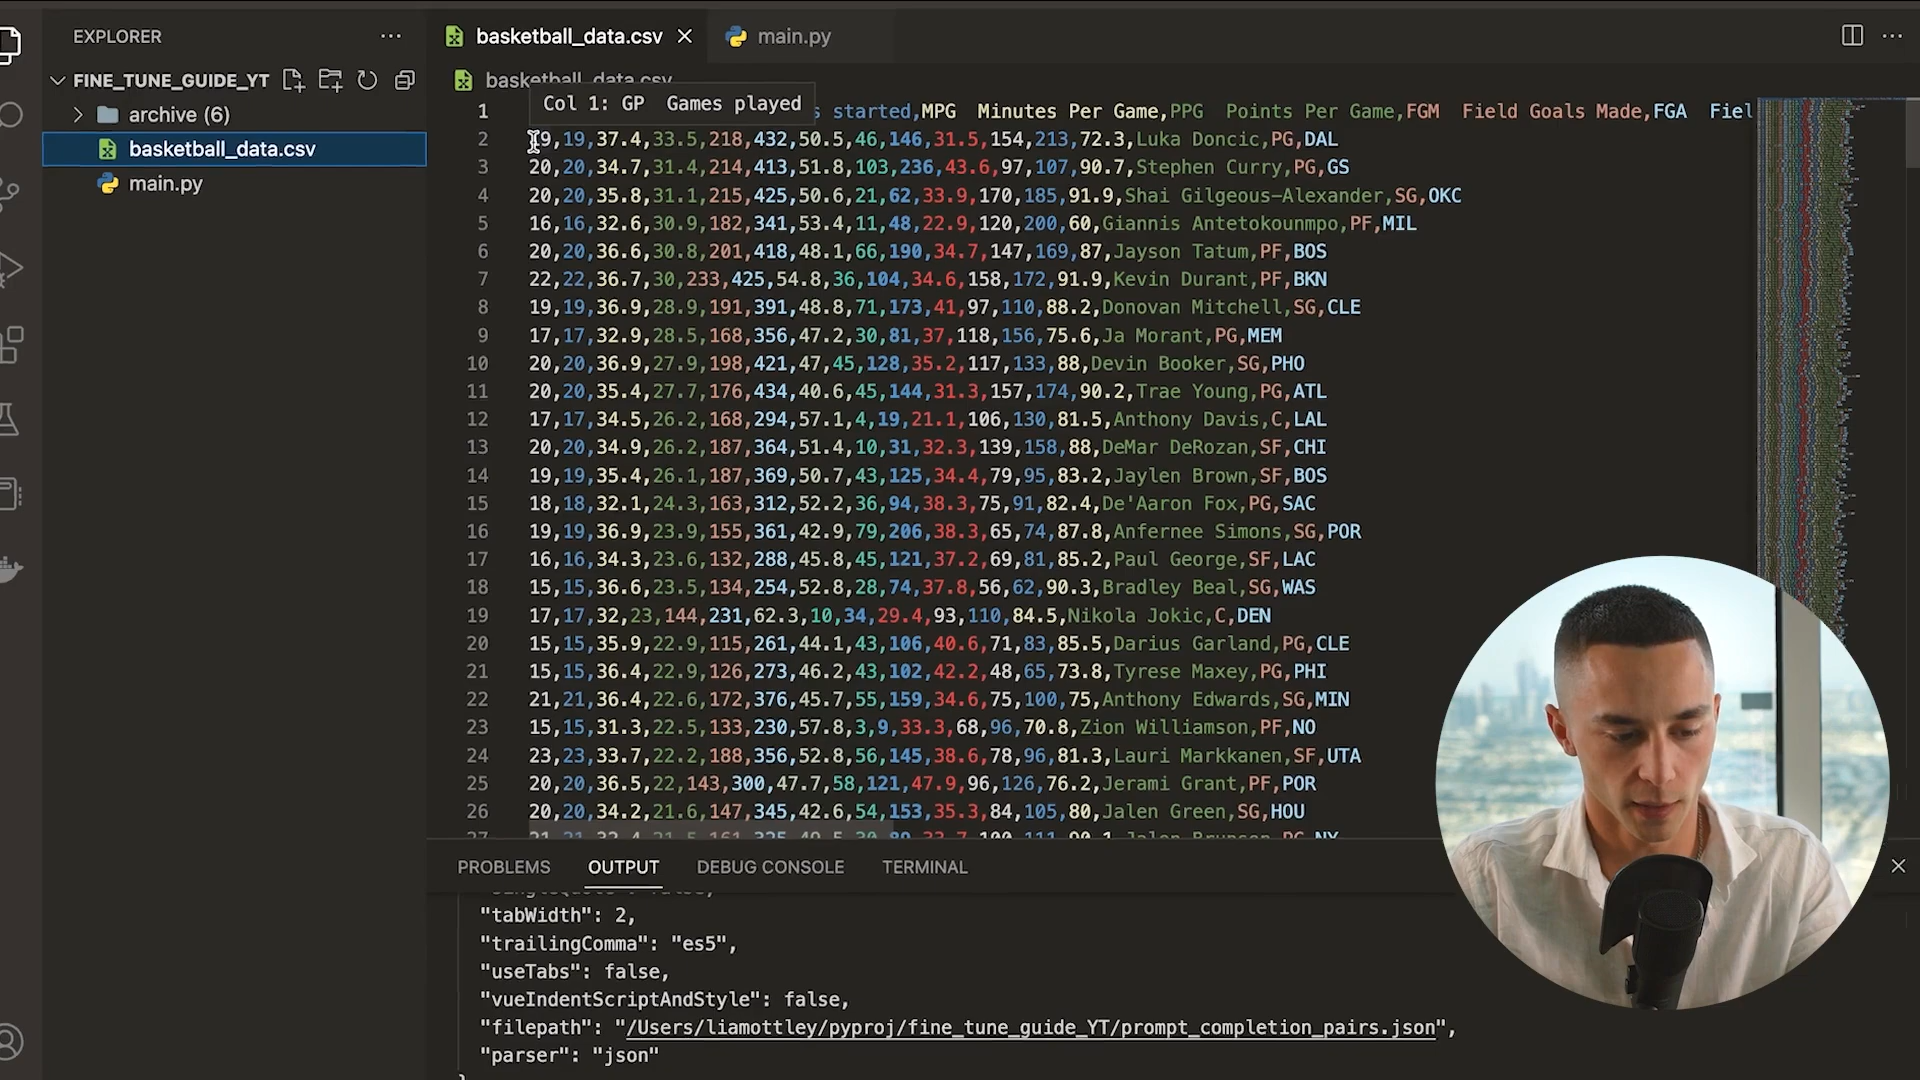 EXPLORER
basketball_data.csv
main.py
FINE_TUNE_GUIDE_YT
archive (6)
basketball_data.csv
main.py
basketball_data.csv
Col 1: GP  Games played
1 s started,MPG  Minutes Per Game,PPG  Points Per Game,FGM  Field Goals Made,FGA  Fiel
2 19,19,37.4,33.5,218,432,50.5,46,146,31.5,154,213,72.3,Luka Doncic,PG,DAL
3 20,20,34.7,31.4,214,413,51.8,103,236,43.6,97,107,90.7,Stephen Curry,PG,GS
4 20,20,35.8,31.1,215,425,50.6,21,62,33.9,170,185,91.9,Shai Gilgeous-Alexander,SG,OKC
5 16,16,32.6,30.9,182,341,53.4,11,48,22.9,120,200,60,Giannis Antetokounmpo,PF,MIL
6 20,20,36.6,30.8,201,418,48.1,66,190,34.7,147,169,87,Jayson Tatum,PF,BOS
7 22,22,36.7,30,233,425,54.8,36,104,34.6,158,172,91.9,Kevin Durant,PF,BKN
8 19,19,36.9,28.9,191,391,48.8,71,173,41,97,110,88.2,Donovan Mitchell,SG,CLE
9 17,17,32.9,28.5,168,356,47.2,30,81,37,118,156,75.6,Ja Morant,PG,MEM
10 20,20,36.9,27.9,198,421,47,45,128,35.2,117,133,88,Devin Booker,SG,PHO
11 20,20,35.4,27.7,176,434,40.6,45,144,31.3,157,174,90.2,Trae Young,PG,ATL
12 17,17,34.5,26.2,168,294,57.1,4,19,21.1,106,130,81.5,Anthony Davis,C,LAL
13 20,20,34.9,26.2,187,364,51.4,10,31,32.3,139,158,88,DeMar DeRozan,SF,CHI
14 19,19,35.4,26.1,187,369,50.7,43,125,34.4,79,95,83.2,Jaylen Brown,SF,BOS
15 18,18,32.1,24.3,163,312,52.2,36,94,38.3,75,91,82.4,De'Aaron Fox,PG,SAC
16 19,19,36.9,23.9,155,361,42.9,79,206,38.3,65,74,87.8,Anfernee Simons,SG,POR
17 16,16,34.3,23.6,132,288,45.8,45,121,37.2,69,81,85.2,Paul George,SF,LAC
18 15,15,36.6,23.5,134,254,52.8,28,74,37.8,56,62,90.3,Bradley Beal,SG,WAS
19 17,17,32,23,144,231,62.3,10,34,29.4,93,110,84.5,Nikola Jokic,C,DEN
20 15,15,35.9,22.9,115,261,44.1,43,106,40.6,71,83,85.5,Darius Garland,PG,CLE
21 15,15,36.4,22.9,126,273,46.2,43,102,42.2,48,65,73.8,Tyrese Maxey,PG,PHI
22 21,21,36.4,22.6,172,376,45.7,55,159,34.6,75,100,75,Anthony Edwards,SG,MIN
23 15,15,31.3,22.5,133,230,57.8,3,9,33.3,68,96,70.8,Zion Williamson,PF,NO
24 23,23,33.7,22.2,188,356,52.8,56,145,38.6,78,96,81.3,Lauri Markkanen,SF,UTA
25 20,20,36.5,22,143,300,47.7,58,121,47.9,96,126,76.2,Jerami Grant,PF,POR
26 20,20,34.2,21.6,147,345,42.6,54,153,35.3,84,105,80,Jalen Green,SG,HOU
PROBLEMS OUTPUT DEBUG CONSOLE TERMINAL
"tabWidth": 2,
"trailingComma": "es5",
"useTabs": false,
"vueIndentScriptAndStyle": false,
"filepath": "/Users/liamottley/pyproj/fine_tune_guide_YT/prompt_completion_pairs.json",
"parser": "json"